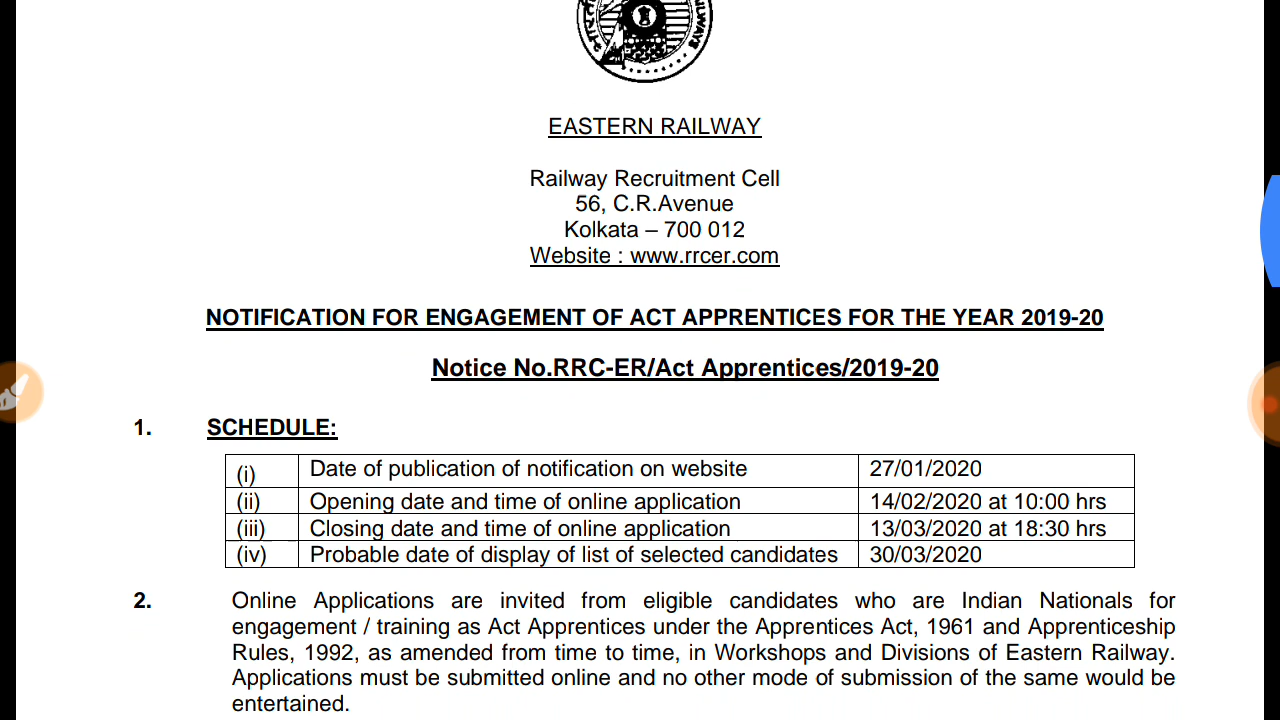 EASTERN RAILWAY
Railway Recruitment Cell
56, C.R.Avenue
Kolkata – 700 012
Website : www.rrcer.com
NOTIFICATION FOR ENGAGEMENT OF ACT APPRENTICES FOR THE YEAR 2019-20
Notice No.RRC-ER/Act Apprentices/2019-20
1. SCHEDULE:
(i) Date of publication of notification on website 27/01/2020
(ii) Opening date and time of online application 14/02/2020 at 10:00 hrs
(iii) Closing date and time of online application 13/03/2020 at 18:30 hrs
(iv) Probable date of display of list of selected candidates 30/03/2020
2. Online Applications are invited from eligible candidates who are Indian Nationals for
engagement / training as Act Apprentices under the Apprentices Act, 1961 and Apprenticeship
Rules, 1992, as amended from time to time, in Workshops and Divisions of Eastern Railway.
Applications must be submitted online and no other mode of submission of the same would be
entertained.